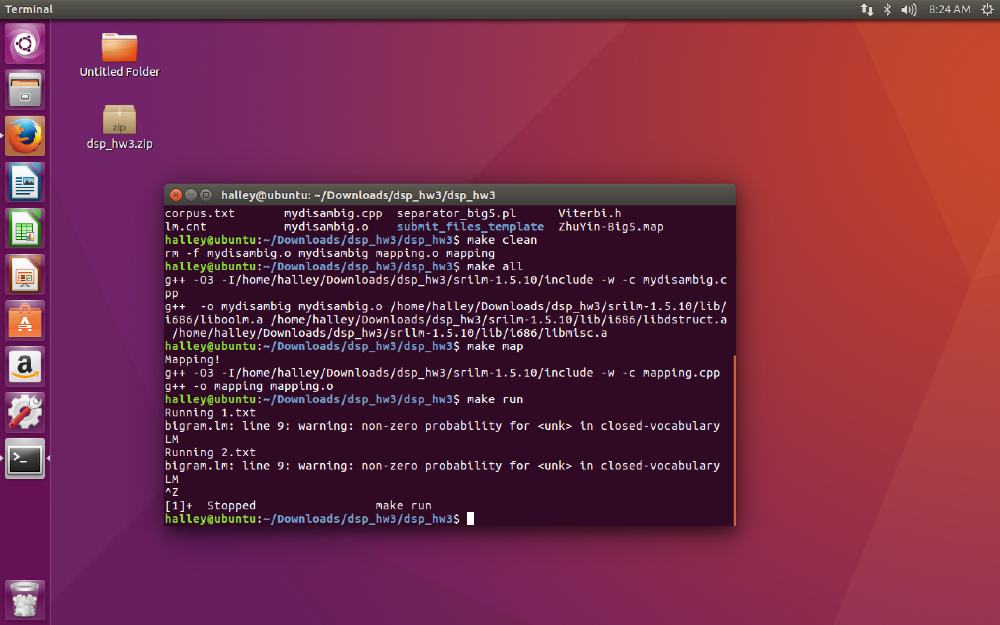 Terminal
8:24 AM
Untitled Folder
zip
dsp_hw3.zip
halley@ubuntu: ~/Downloads/dsp_hw3/dsp_hw3
corpus.txt       mydisambig.cpp  separator_big5.pl      Viterbi.h
lm.cnt           mydisambig.o    submit_files_template  ZhuYin-Big5.map
halley@ubuntu:~/Downloads/dsp_hw3/dsp_hw3$ make clean
rm -f mydisambig.o mydisambig mapping.o mapping
halley@ubuntu:~/Downloads/dsp_hw3/dsp_hw3$ make all
g++ -O3 -I/home/halley/Downloads/dsp_hw3/srilm-1.5.10/include -w -c mydisambig.c
pp
g++  -o mydisambig mydisambig.o /home/halley/Downloads/dsp_hw3/srilm-1.5.10/lib/
i686/liboolm.a /home/halley/Downloads/dsp_hw3/srilm-1.5.10/lib/i686/libdstruct.a
 /home/halley/Downloads/dsp_hw3/srilm-1.5.10/lib/i686/libmisc.a
halley@ubuntu:~/Downloads/dsp_hw3/dsp_hw3$ make map
Mapping!
g++ -O3 -I/home/halley/Downloads/dsp_hw3/srilm-1.5.10/include -w -c mapping.cpp
g++ -o mapping mapping.o
halley@ubuntu:~/Downloads/dsp_hw3/dsp_hw3$ make run
Running 1.txt
bigram.lm: line 9: warning: non-zero probability for <unk> in closed-vocabulary
LM
Running 2.txt
bigram.lm: line 9: warning: non-zero probability for <unk> in closed-vocabulary
LM
^Z
[1]+  Stopped                 make run
halley@ubuntu:~/Downloads/dsp_hw3/dsp_hw3$